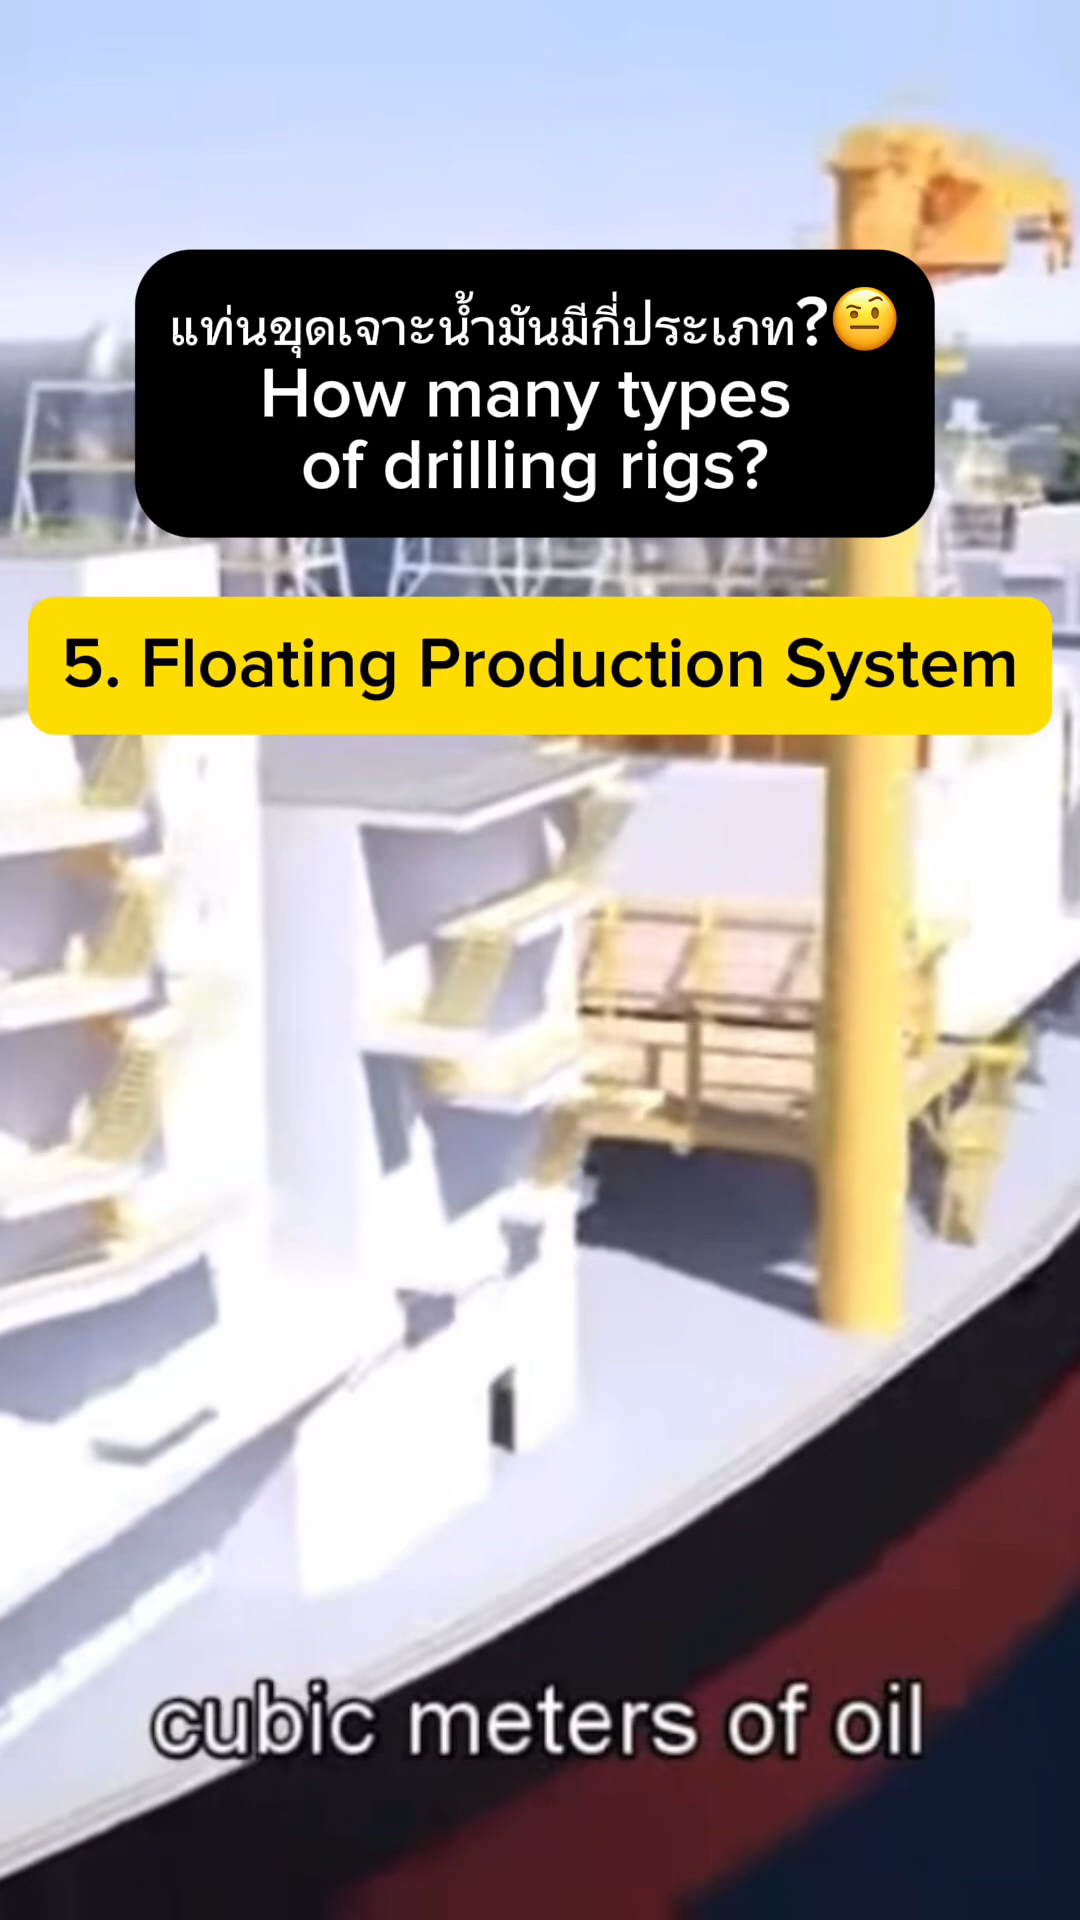 แท่นขุดเจาะน้ำมันมีกี่ประเภท?🤨
How many types
of drilling rigs?
5. Floating Production System
cubic meters of oil